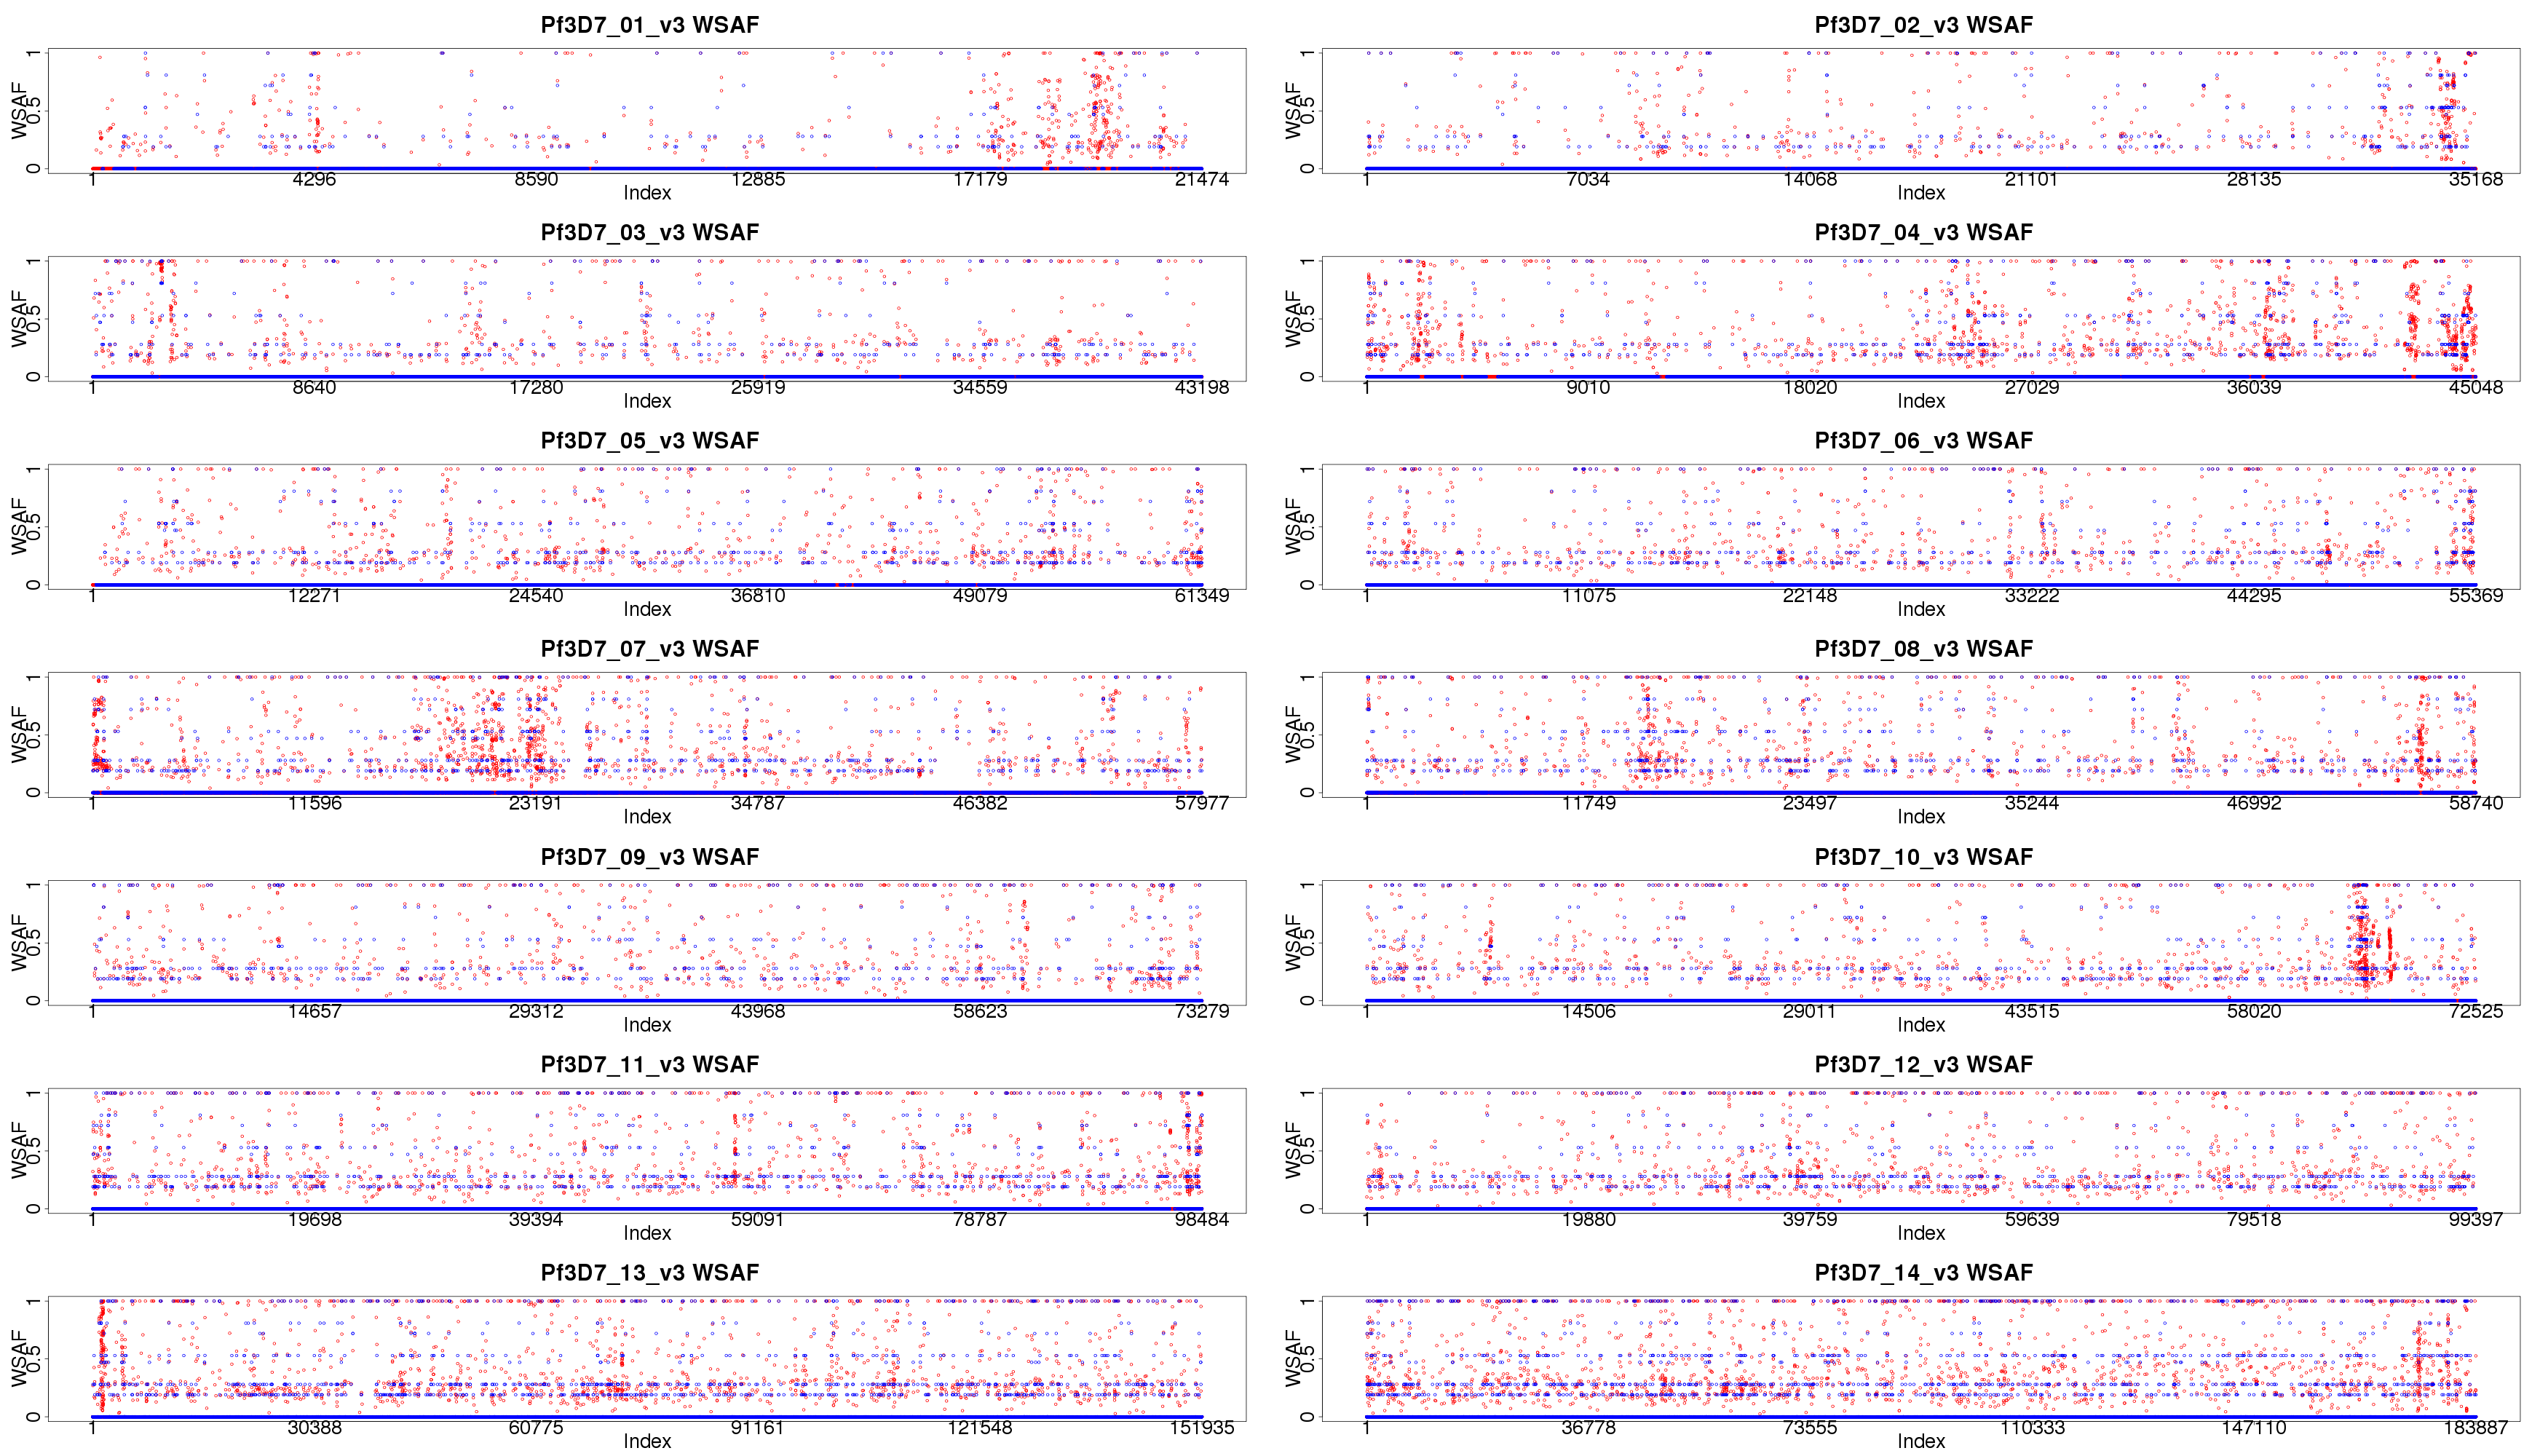 Pf3D7_01_v3 WSAF
WSAF
0 0.5 1
1 4296 8590 12885 17179 21474
Index
Pf3D7_02_v3 WSAF
WSAF
0 0.5 1
1 7034 14068 21101 28135 35168
Index
Pf3D7_03_v3 WSAF
WSAF
0 0.5 1
1 8640 17280 25919 34559 43198
Index
Pf3D7_04_v3 WSAF
WSAF
0 0.5 1
1 9010 18020 27029 36039 45048
Index
Pf3D7_05_v3 WSAF
WSAF
0 0.5 1
1 12271 24540 36810 49079 61349
Index
Pf3D7_06_v3 WSAF
WSAF
0 0.5 1
1 11075 22148 33222 44295 55369
Index
Pf3D7_07_v3 WSAF
WSAF
0 0.5 1
1 11596 23191 34787 46382 57977
Index
Pf3D7_08_v3 WSAF
WSAF
0 0.5 1
1 11749 23497 35244 46992 58740
Index
Pf3D7_09_v3 WSAF
WSAF
0 0.5 1
1 14657 29312 43968 58623 73279
Index
Pf3D7_10_v3 WSAF
WSAF
0 0.5 1
1 14506 29011 43515 58020 72525
Index
Pf3D7_11_v3 WSAF
WSAF
0 0.5 1
1 19698 39394 59091 78787 98484
Index
Pf3D7_12_v3 WSAF
WSAF
0 0.5 1
1 19880 39759 59639 79518 99397
Index
Pf3D7_13_v3 WSAF
WSAF
0 0.5 1
1 30388 60775 91161 121548 151935
Index
Pf3D7_14_v3 WSAF
WSAF
0 0.5 1
1 36778 73555 110333 147110 183887
Index